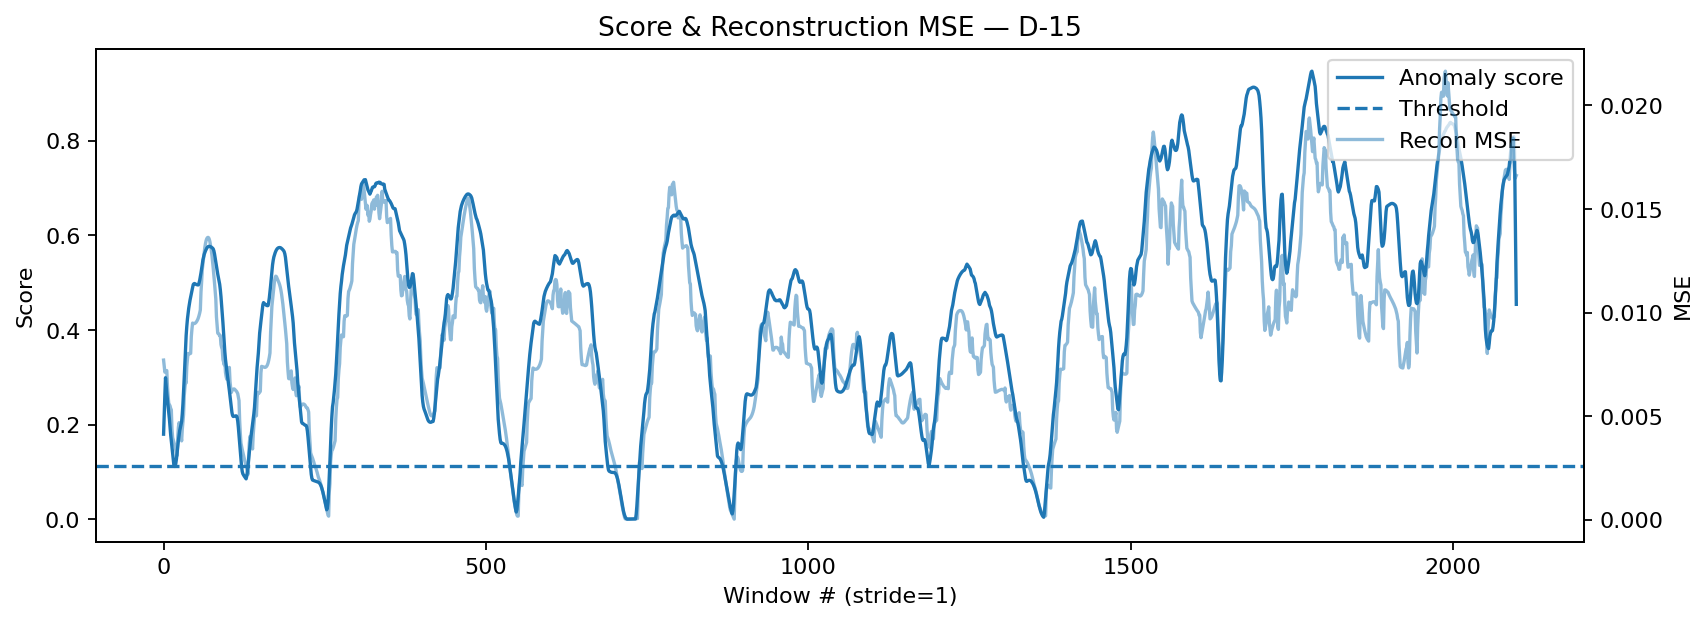 Score & Reconstruction MSE — D-15
Anomaly score
Threshold
Recon MSE
Score
0.8
0.6
0.4
0.2
0.0
MSE
0.020
0.015
0.010
0.005
0.000
0 500 1000 1500 2000
Window # (stride=1)